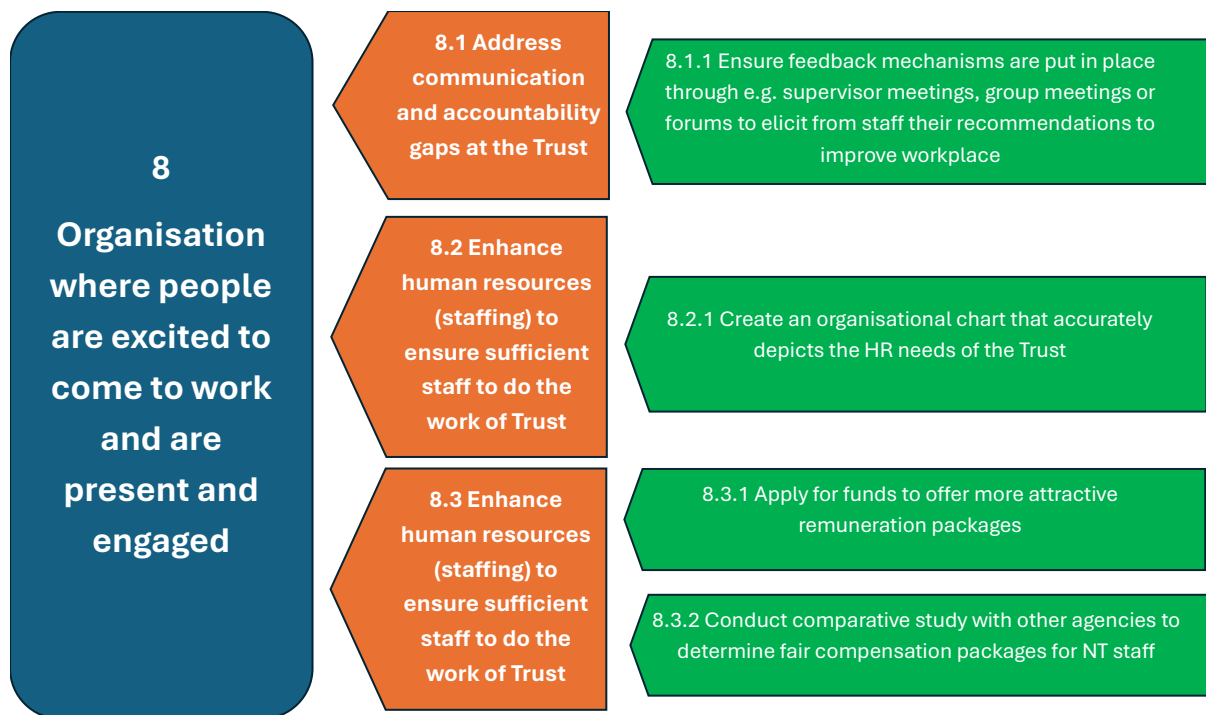 8
Organisation
where people
are excited to
come to work
and are
present and
engaged
8.1 Address
communication
and accountability
gaps at the Trust
8.1.1 Ensure feedback mechanisms are put in place
through e.g. supervisor meetings, group meetings or
forums to elicit from staff their recommendations to
improve workplace
8.2 Enhance
human resources
(staffing) to
ensure sufficient
staff to do the
work of Trust
8.2.1 Create an organisational chart that accurately
depicts the HR needs of the Trust
8.3 Enhance
human resources
(staffing) to
ensure sufficient
staff to do the
work of Trust
8.3.1 Apply for funds to offer more attractive
remuneration packages
8.3.2 Conduct comparative study with other agencies to
determine fair compensation packages for NT staff